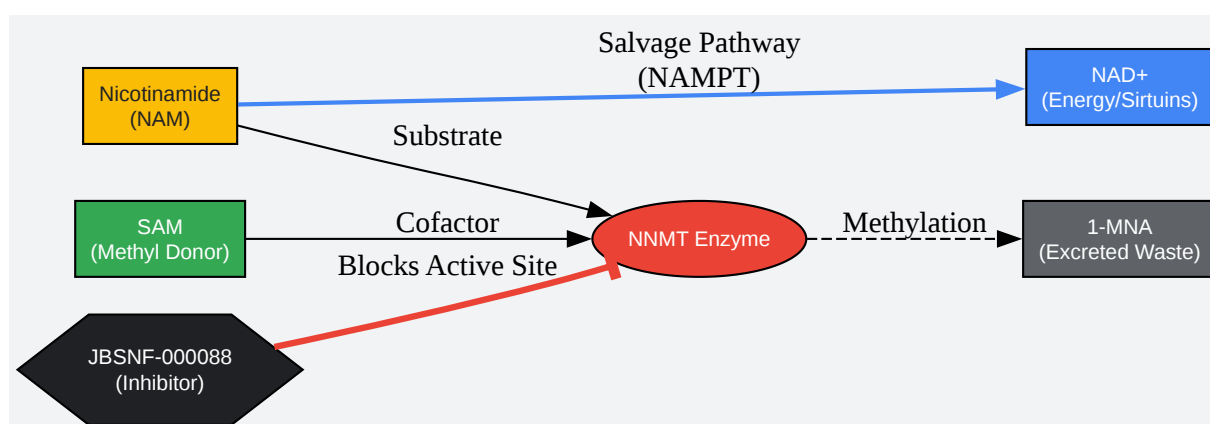 Salvage Pathway
(NAMPT)
Nicotinamide
(NAM)
NAD+
(Energy/Sirtuins)
Substrate
SAM
(Methyl Donor)
Cofactor
NNMT Enzyme
Methylation
1-MNA
(Excreted Waste)
Blocks Active Site
JBSNF-000088
(Inhibitor)